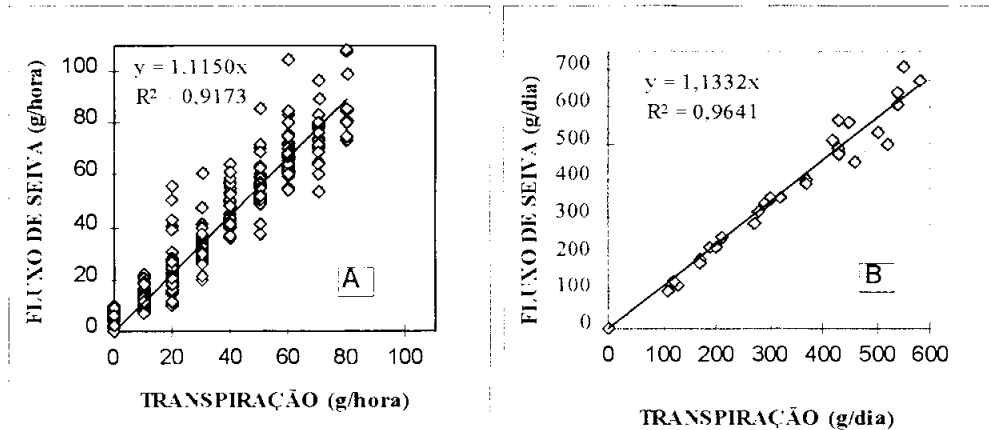 y = 1.1150x
R² = 0,9173
100
80
60
40
20
0
0 20 40 60 80 100
FLUXO DE SEIVA (g/hora)
TRANSPIRAÇÃO (g/hora)
A
y = 1,1332x
R² = 0,9641
700
600
500
400
300
200
100
0
0 100 200 300 400 500 600
FLUXO DE SEIVA (g/dia)
TRANSPIRAÇÃO (g/dia)
B